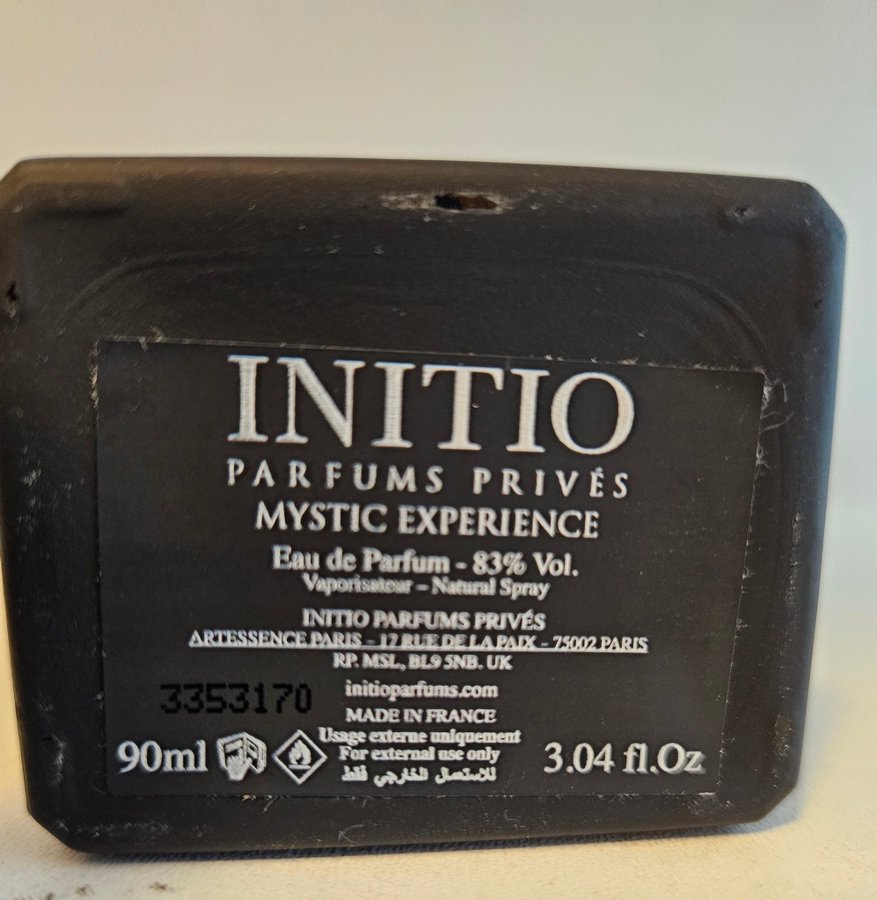 INITIO
PARFUMS PRIVÉS
MYSTIC EXPERIENCE
Eau de Parfum - 83% Vol.
Vaporisateur – Natural Spray
INITIO PARFUMS PRIVÉS
ARTESSENCE PARIS - 17 RUE DE LA PAIX - 75002 PARIS
RP. MSL, BL9 5NB. UK
3353170
initioparfums.com
MADE IN FRANCE
Usage externe uniquement
For external use only
للاستعمال الخارجي فقط
90ml
3.04 fl.Oz